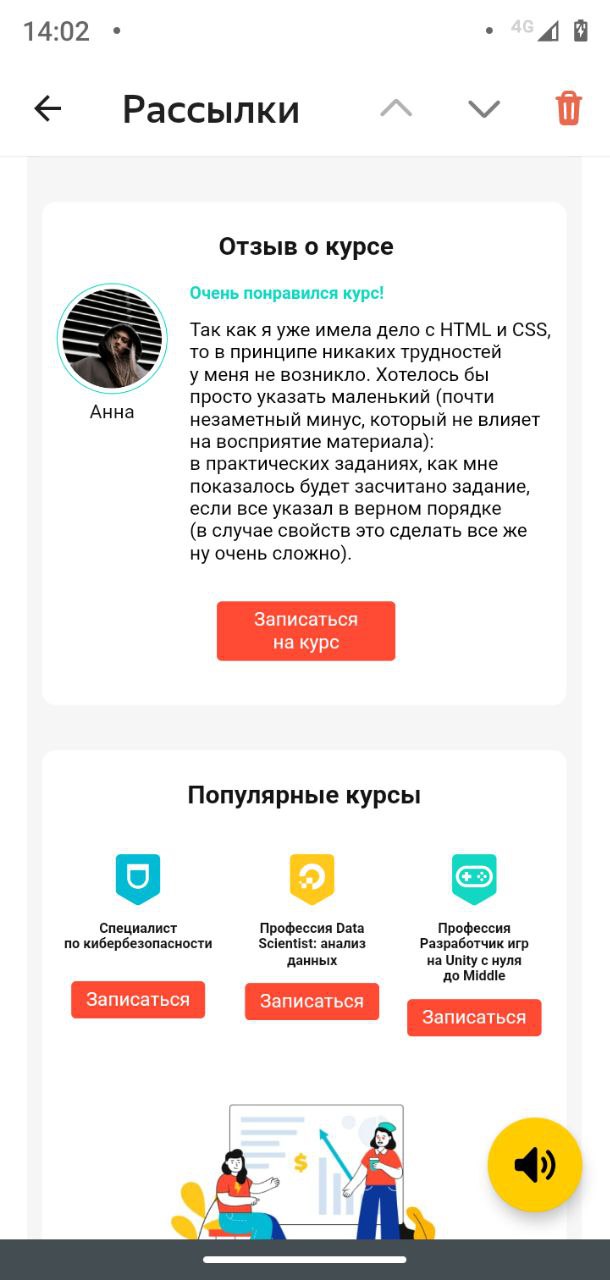 14:02
4G
Рассылки
Отзыв о курсе
Очень понравился курс!
Так как я уже имела дело с HTML и CSS,
то в принципе никаких трудностей
у меня не возникло. Хотелось бы
просто указать маленький (почти
незаметный минус, который не влияет
на восприятие материала):
в практических заданиях, как мне
показалось будет засчитано задание,
если все указал в верном порядке
(в случае свойств это сделать все же
ну очень сложно).
Анна
Записаться
на курс
Популярные курсы
Специалист
по кибербезопасности
Записаться
Профессия Data
Scientist: анализ
данных
Записаться
Профессия
Разработчик игр
на Unity с нуля
до Middle
Записаться
$